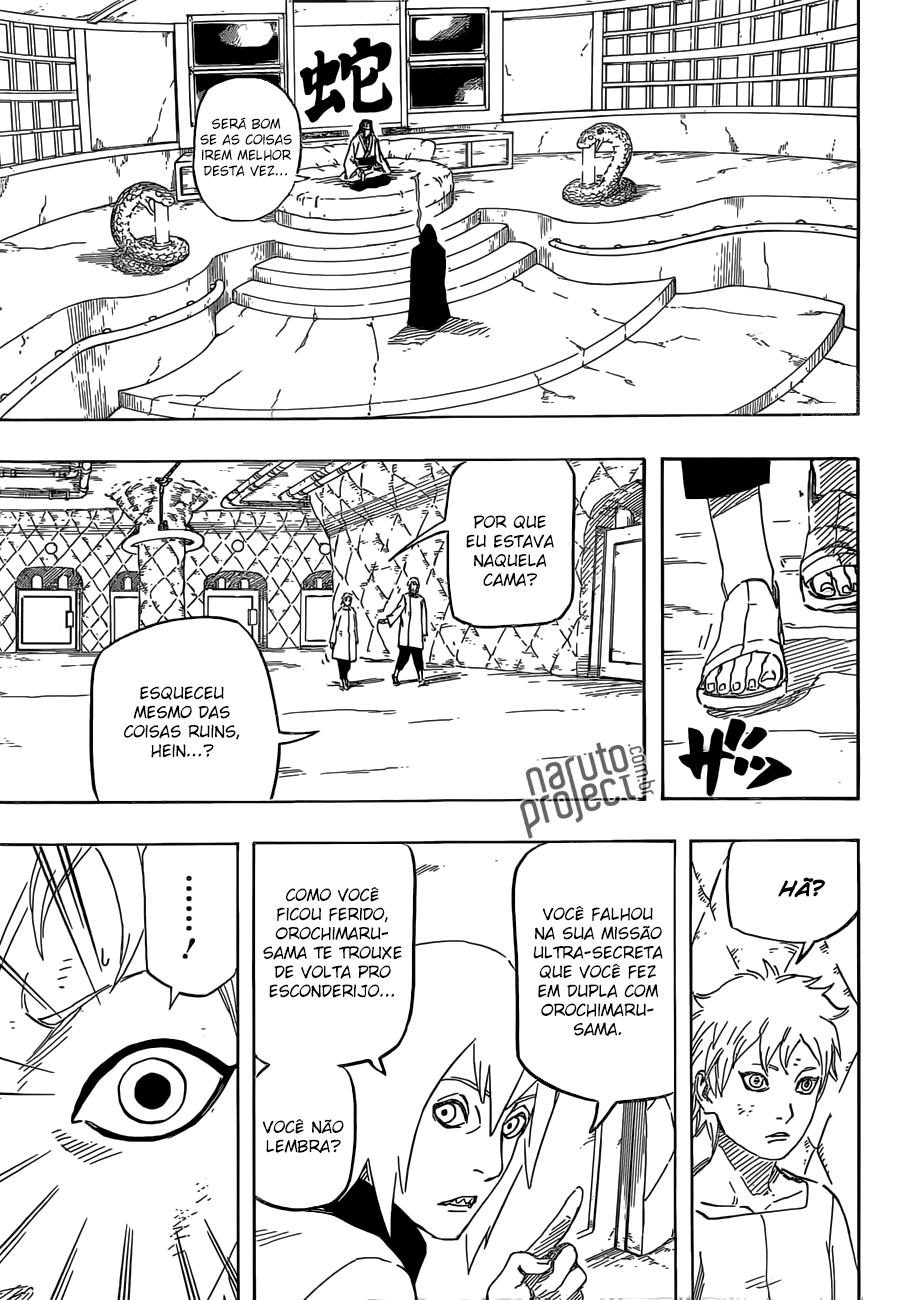 蛇
SERÁ BOM
SE AS COISAS
IREM MELHOR
DESTA VEZ...
ザッ
POR QUE
EU ESTAVA
NAQUELA
CAMA?
ESQUECEU
MESMO DAS
COISAS RUINS,
HEIN...?
naruto
project
.com.br
HÃ?
VOCÊ FALHOU
NA SUA MISSÃO
ULTRA-SECRETA
QUE VOCÊ FEZ
EM DUPLA COM
OROCHIMARU-
SAMA.
COMO VOCÊ
FICOU FERIDO,
OROCHIMARU-
SAMA TE TROUXE
DE VOLTA PRO
ESCONDERIJO...
VOCÊ NÃO
LEMBRA?
......!